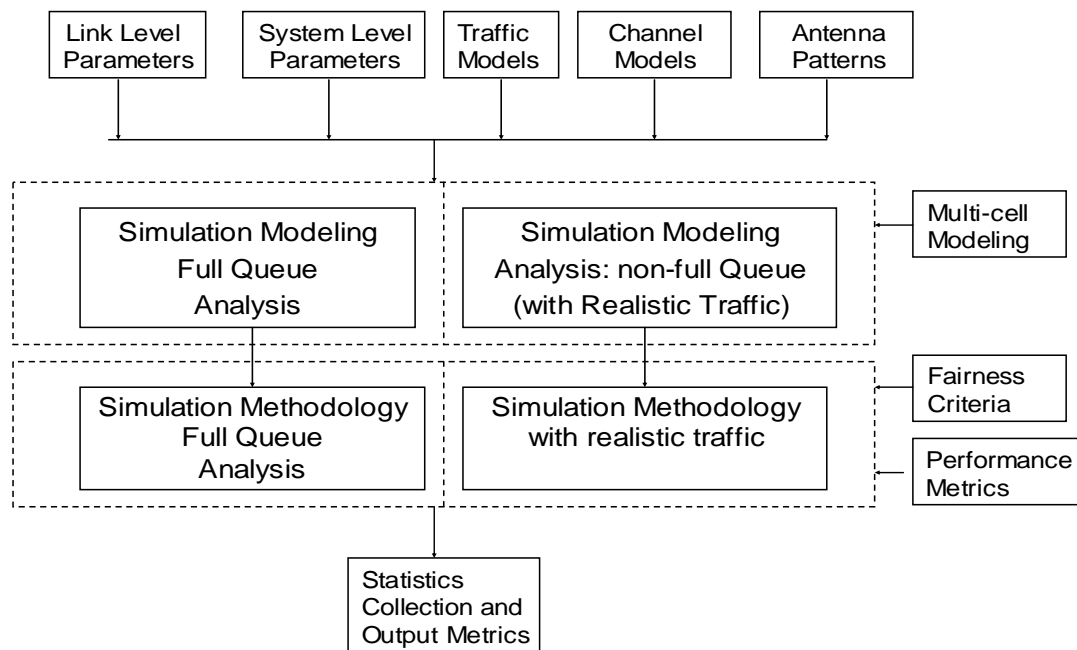 Link Level
Parameters
System Level
Parameters
Traffic
Models
Channel
Models
Antenna
Patterns
Simulation Modeling
Full Queue
Analysis
Simulation Modeling
Analysis: non-full Queue
(with Realistic Traffic)
Multi-cell
Modeling
Simulation Methodology
Full Queue
Analysis
Simulation Methodology
with realistic traffic
Fairness
Criteria
Performance
Metrics
Statistics
Collection and
Output Metrics